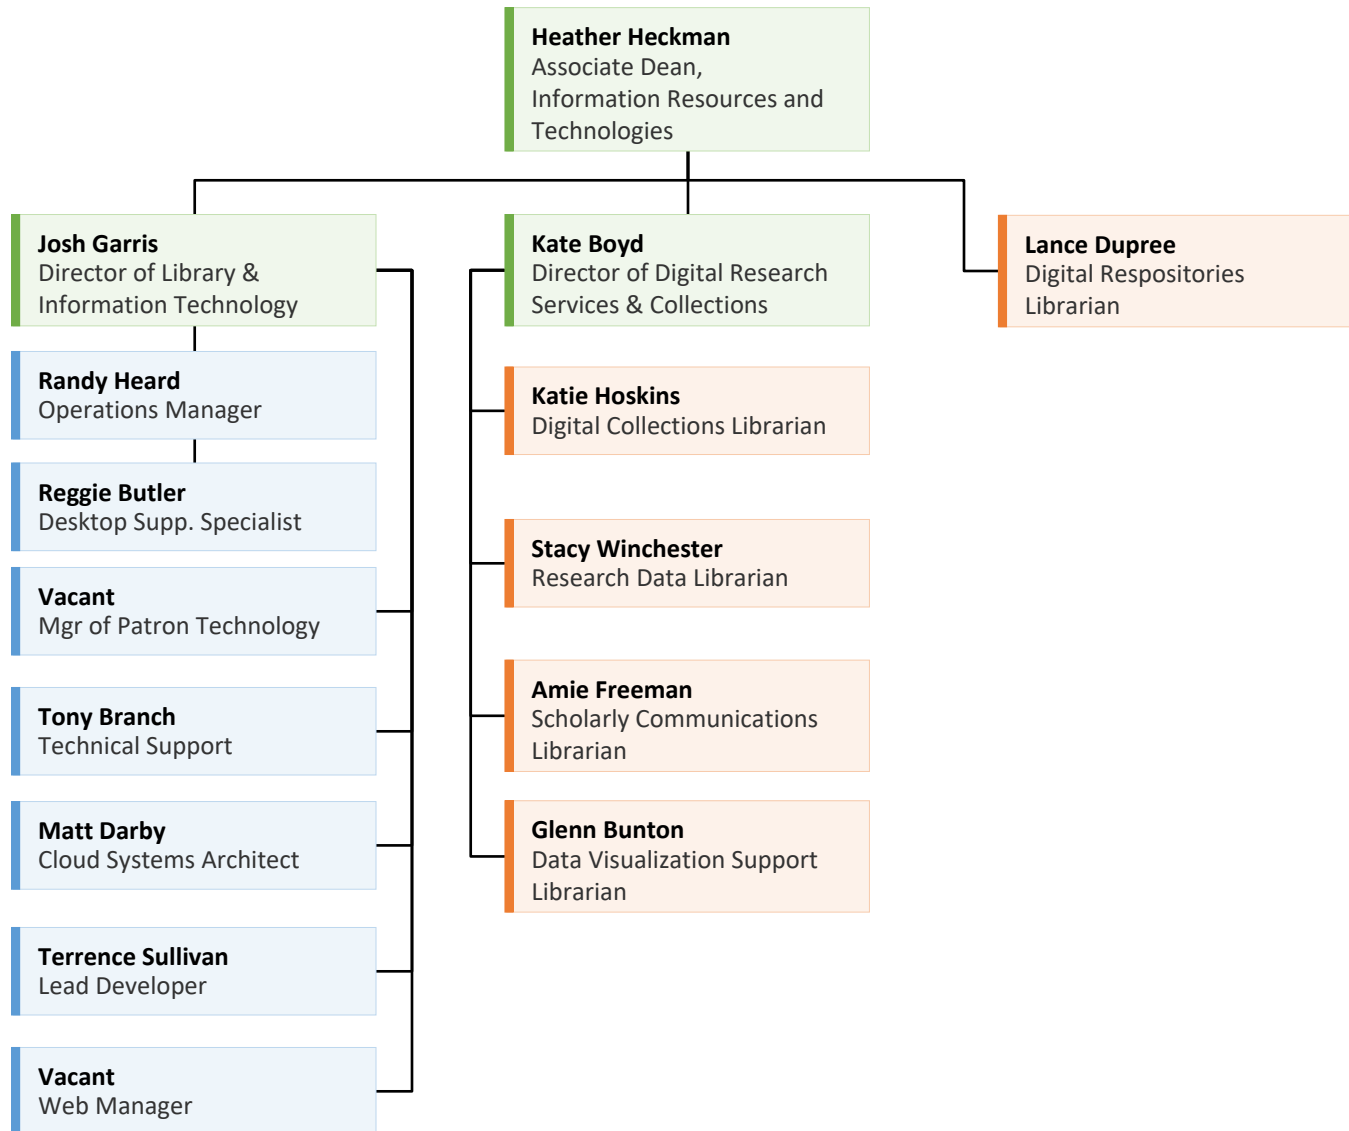 Heather Heckman
Associate Dean,
Information Resources and
Technologies
Josh Garris
Director of Library &
Information Technology
Kate Boyd
Director of Digital Research
Services & Collections
Lance Dupree
Digital Respositories
Librarian
Randy Heard
Operations Manager
Reggie Butler
Desktop Supp. Specialist
Vacant
Mgr of Patron Technology
Tony Branch
Technical Support
Matt Darby
Cloud Systems Architect
Terrence Sullivan
Lead Developer
Vacant
Web Manager
Katie Hoskins
Digital Collections Librarian
Stacy Winchester
Research Data Librarian
Amie Freeman
Scholarly Communications
Librarian
Glenn Bunton
Data Visualization Support
Librarian